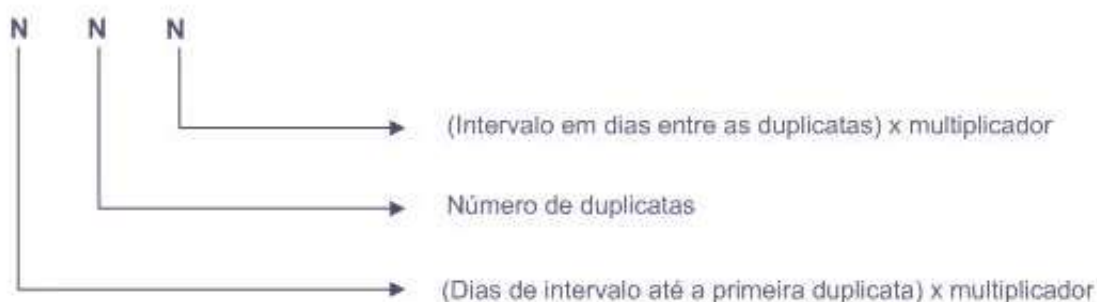 N N N
(Intervalo em dias entre as duplicatas) x multiplicador
Número de duplicatas
(Dias de intervalo até a primeira duplicata) x multiplicador